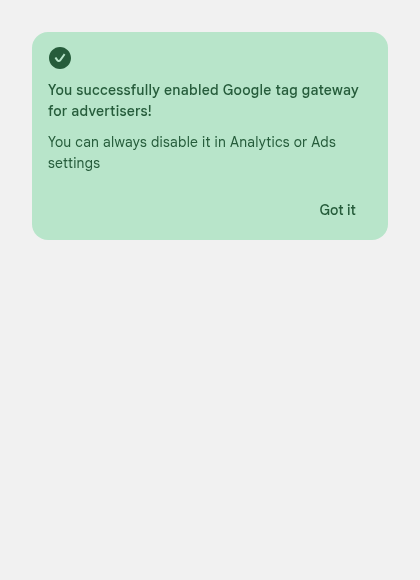 You successfully enabled Google tag gateway
for advertisers!
You can always disable it in Analytics or Ads
settings
Got it